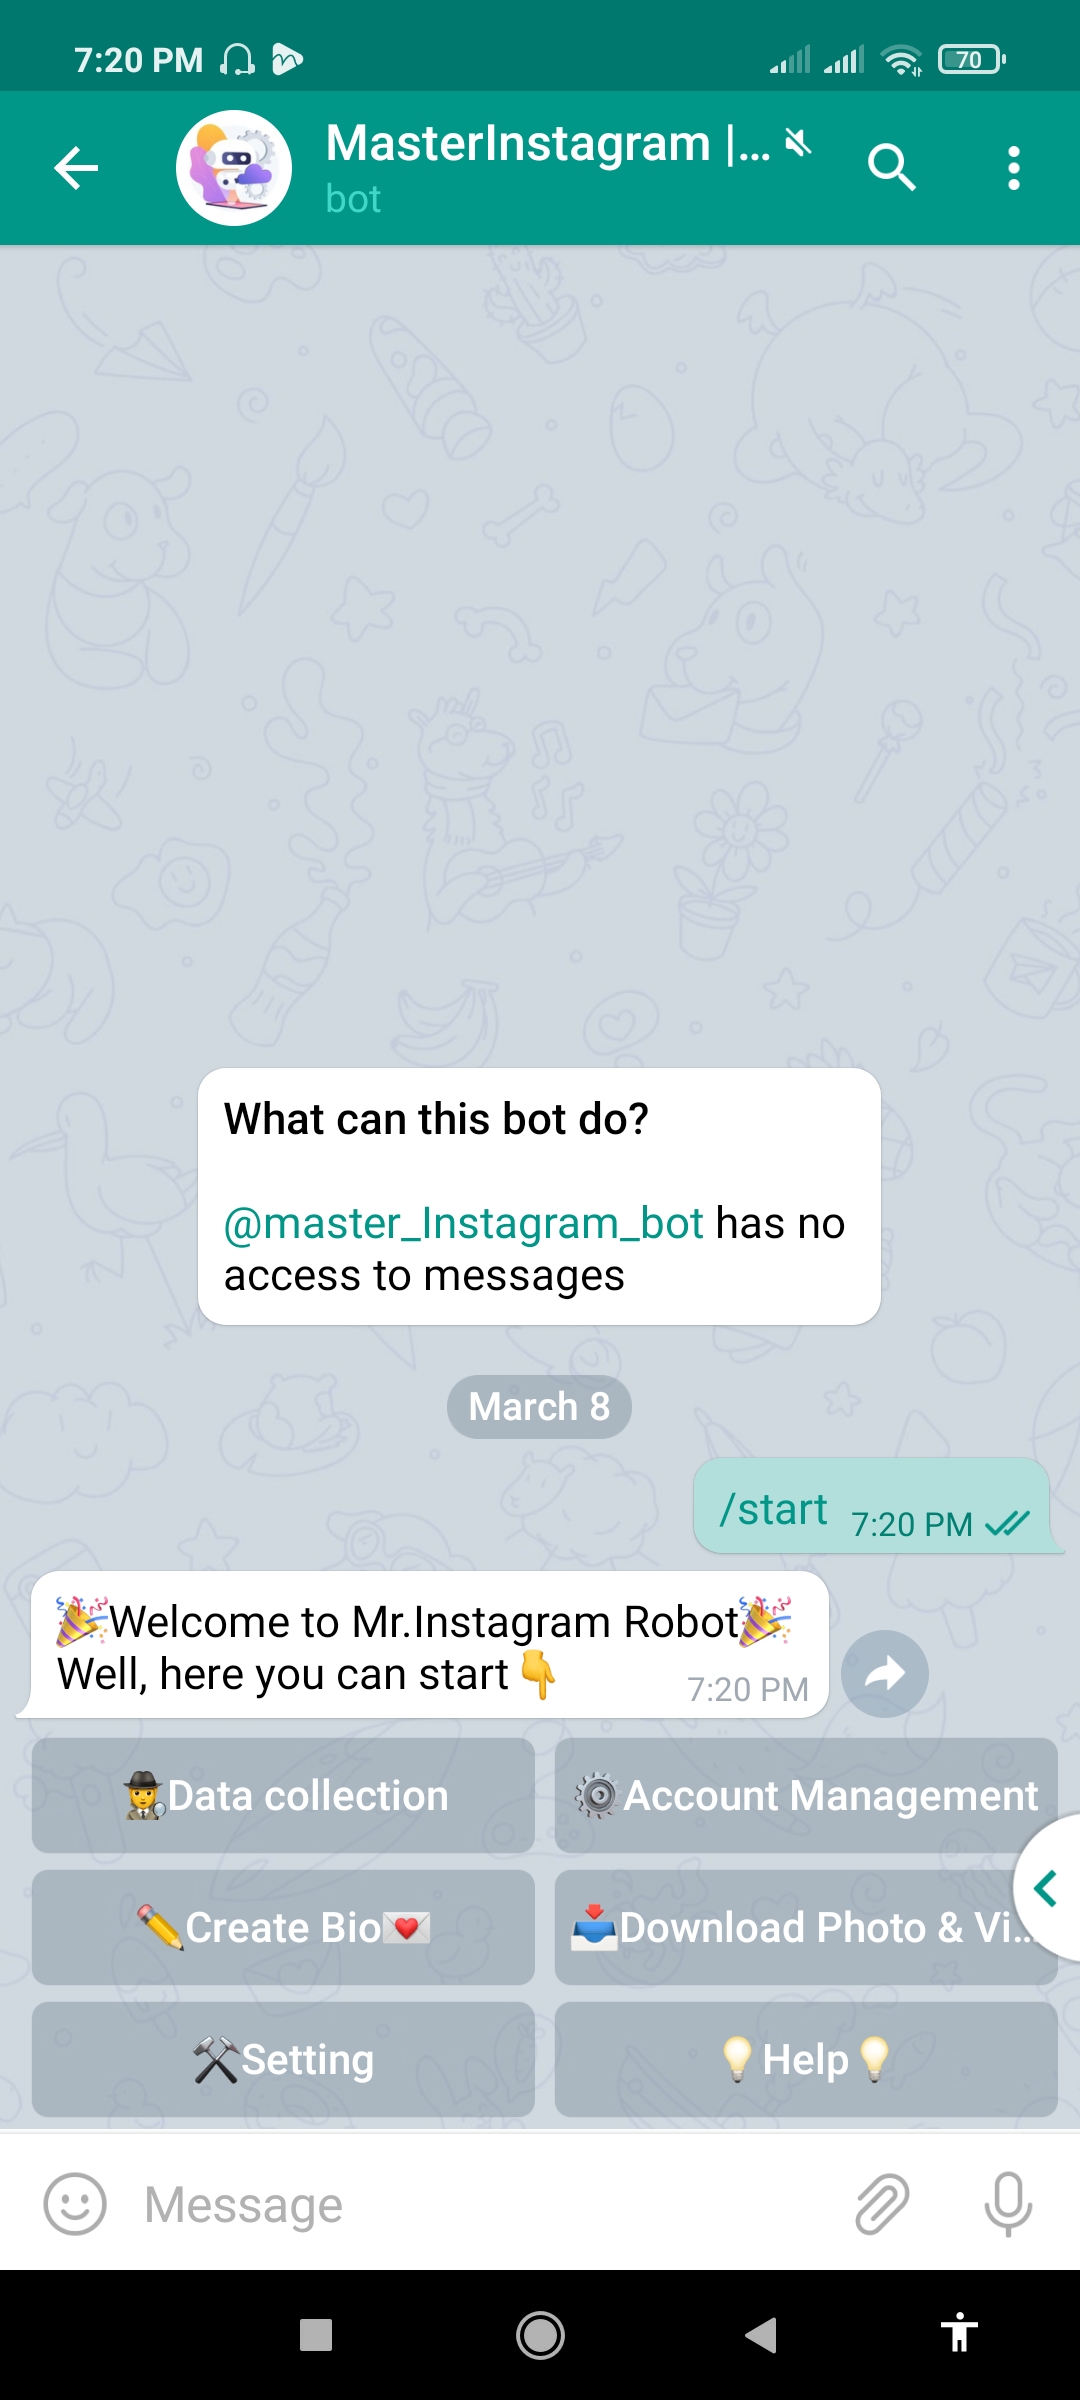 7:20 PM
70
MasterInstagram |...
bot
What can this bot do?
@master_Instagram_bot has no
access to messages
March 8
/start 7:20 PM
🎉Welcome to Mr.Instagram Robot🎉
Well, here you can start👇 7:20 PM
🕵️Data collection
⚙️Account Management
✏️Create Bio💌
📥Download Photo & Vi...
⚒️Setting
💡Help💡
Message